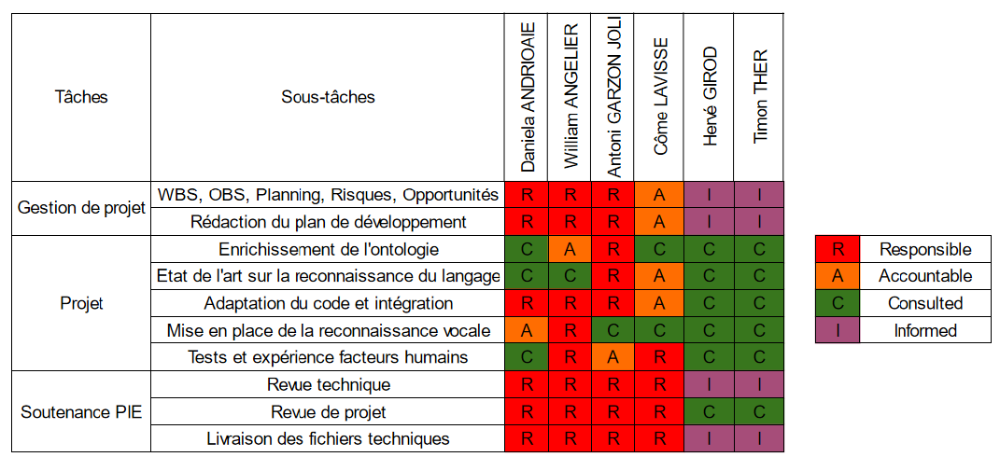 Tâches Sous-tâches Daniela ANDRIOAIE William ANGELIER Antoni GARZON JOLI Côme LAVISSE Hervé GIROD Timon THER
Gestion de projet
WBS, OBS, Planning, Risques, Opportunités R R R A I I
Rédaction du plan de développement R R R A I I
Projet
Enrichissement de l'ontologie C A R C C C
Etat de l'art sur la reconnaissance du langage C C R A C C
Adaptation du code et intégration R R R A C C
Mise en place de la reconnaissance vocale A R C C C C
Tests et expérience facteurs humains C R A R C C
Soutenance PIE
Revue technique R R R R I I
Revue de projet R R R R C C
Livraison des fichiers techniques R R R R I I
R Responsible
A Accountable
C Consulted
I Informed